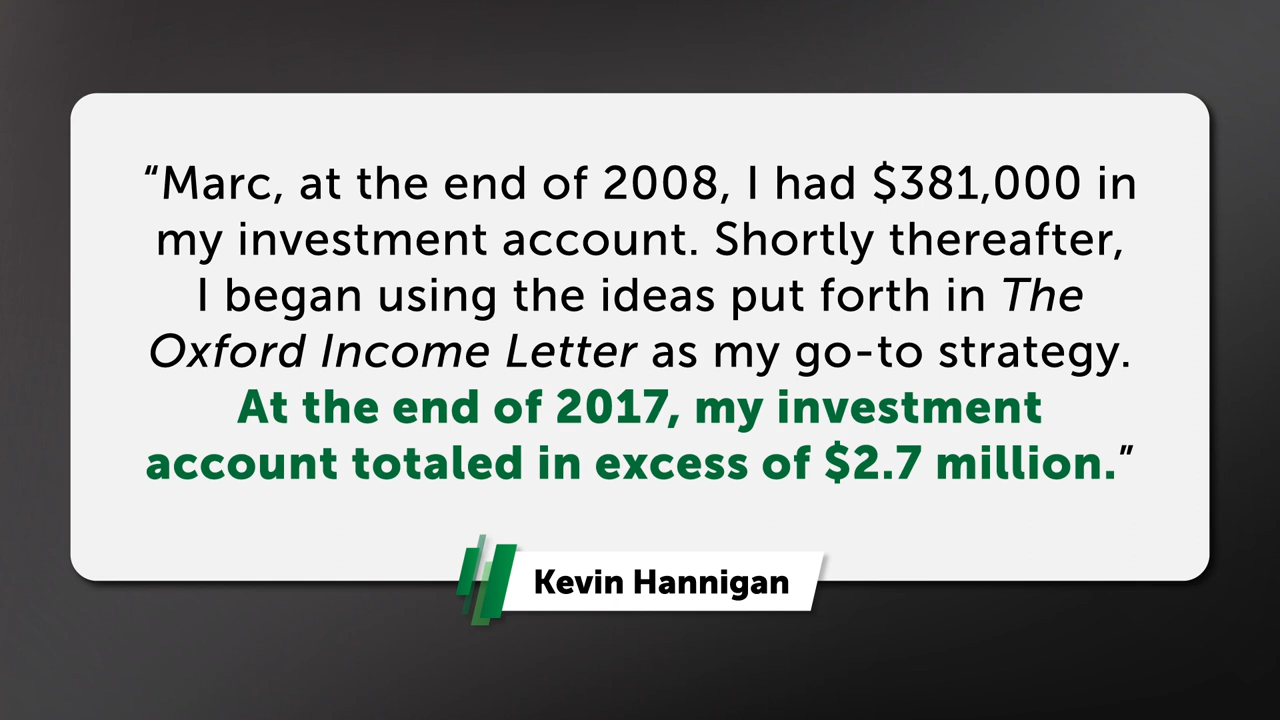 “Marc, at the end of 2008, I had $381,000 in
my investment account. Shortly thereafter,
I began using the ideas put forth in The
Oxford Income Letter as my go-to strategy.
At the end of 2017, my investment
account totaled in excess of $2.7 million.”
Kevin Hannigan